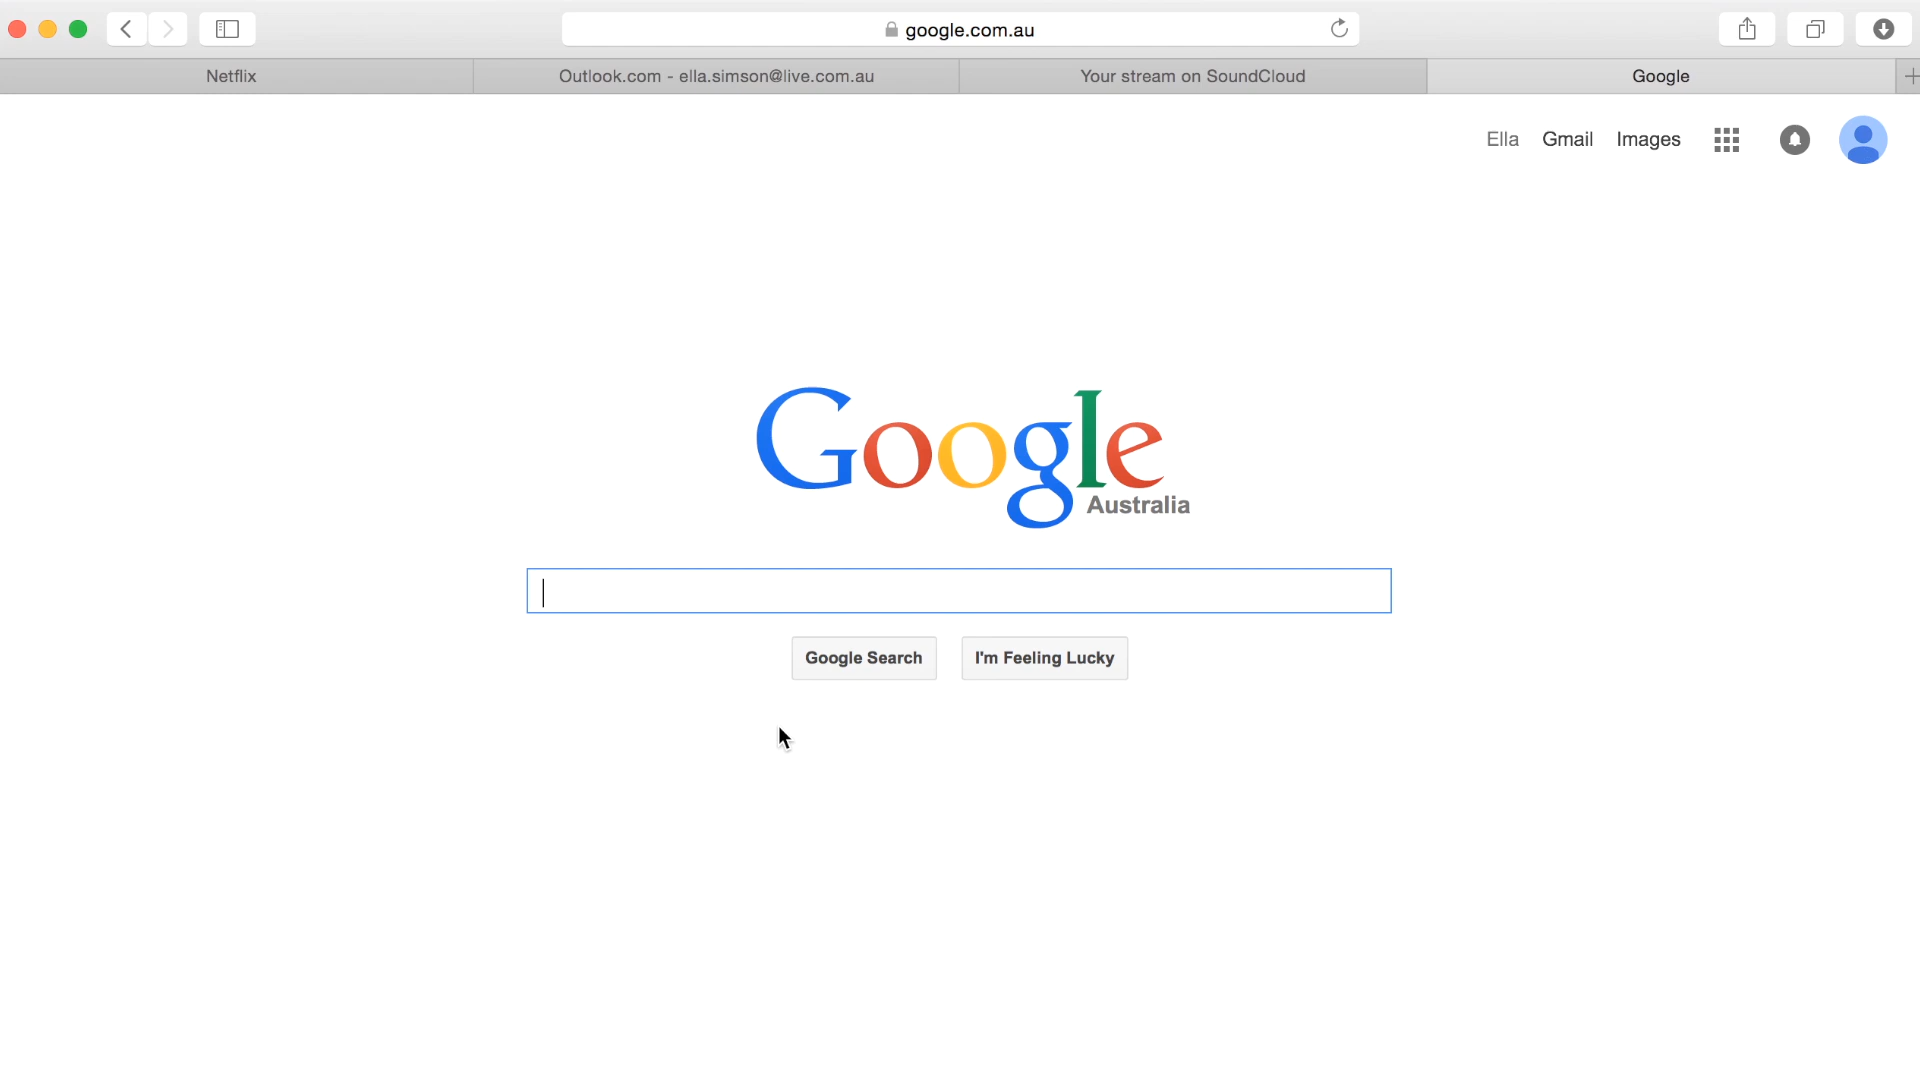 google.com.au
Netflix
Outlook.com - ella.simson@live.com.au
Your stream on SoundCloud
Google
Ella
Gmail
Images
Google
Australia
Google Search
I'm Feeling Lucky